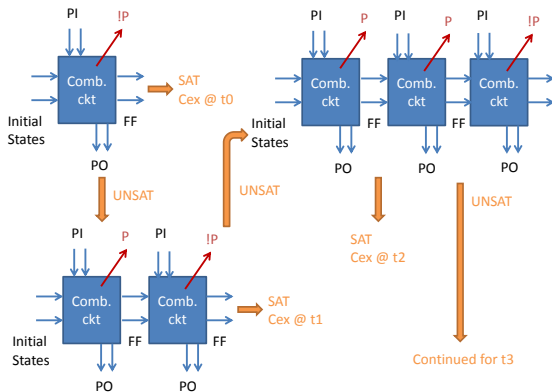 PI
!P
Comb.
ckt
SAT
Cex @ t0
Initial
States
FF
PO
UNSAT
PI
P
!P
Comb.
ckt
Comb.
ckt
SAT
Cex @ t1
Initial
States
FF
PO
PO
UNSAT
PI
P
P
!P
Comb.
ckt
Comb.
ckt
Comb.
ckt
Initial
States
FF
FF
PO
PO
PO
SAT
Cex @ t2
UNSAT
Continued for t3